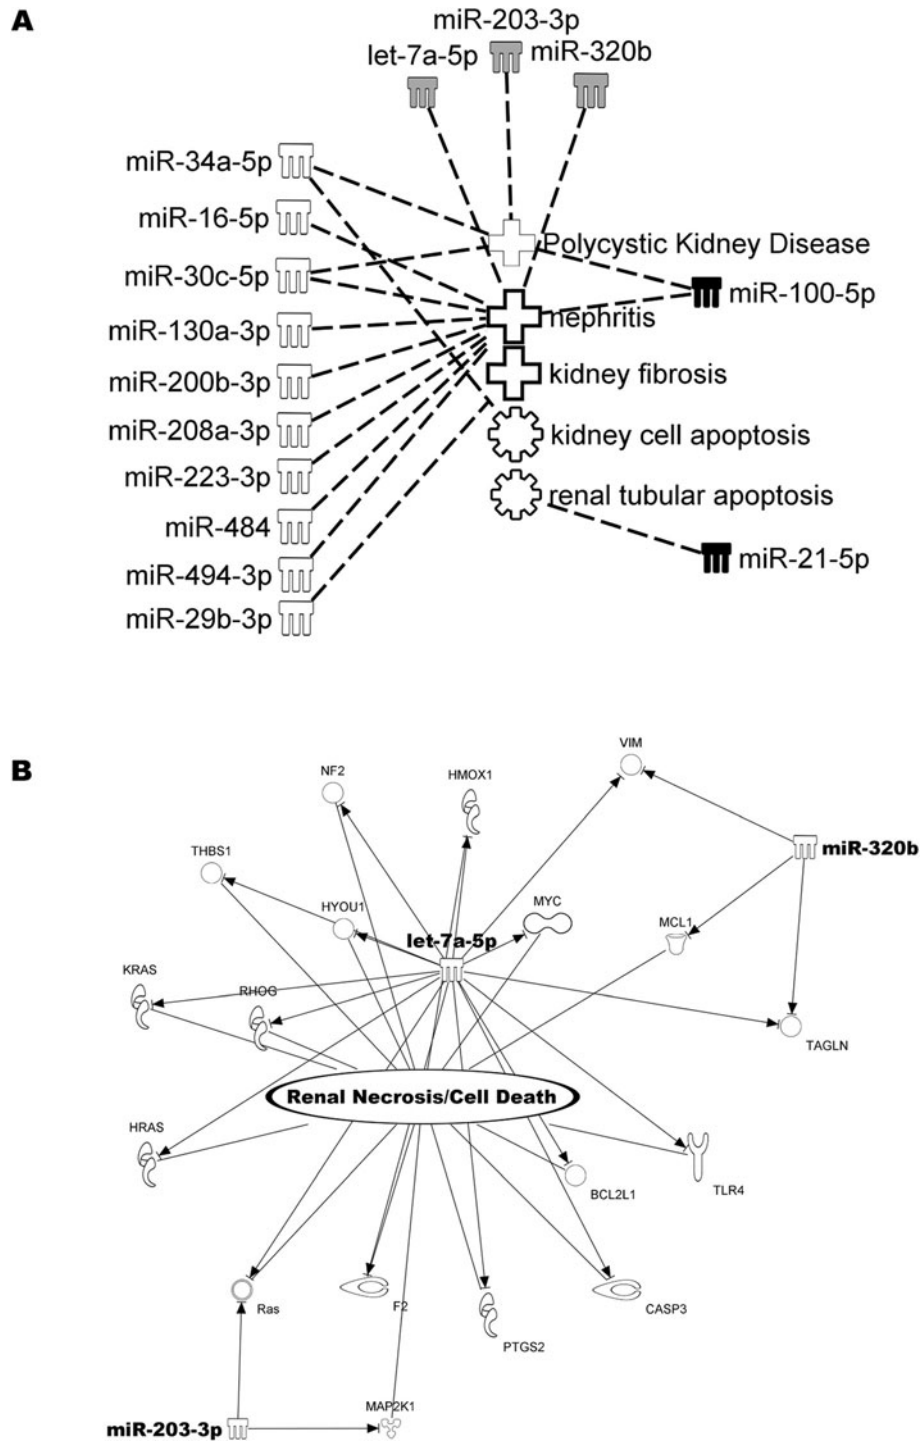 A
miR-203-3p
let-7a-5p
miR-320b
miR-34a-5p
miR-16-5p
Polycystic Kidney Disease
miR-30c-5p
miR-100-5p
nephritis
miR-130a-3p
kidney fibrosis
miR-200b-3p
miR-208a-3p
kidney cell apoptosis
miR-223-3p
renal tubular apoptosis
miR-484
miR-21-5p
miR-494-3p
miR-29b-3p
B
VIM
NF2
HMOX1
THBS1
miR-320b
HYOU1
MYC
MCL1
let-7a-5p
KRAS
RHOG
TAGLN
Renal Necrosis/Cell Death
HRAS
BCL2L1
TLR4
Ras
F2
CASP3
PTGS2
MAP2K1
miR-203-3p